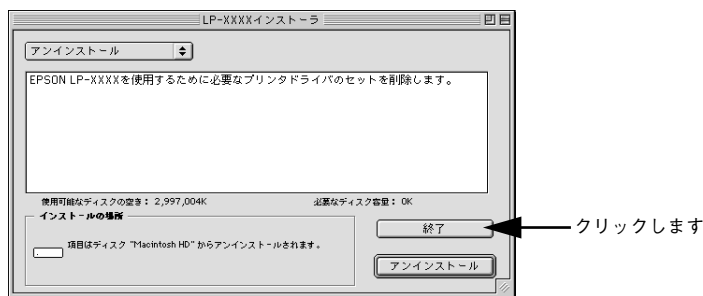 LP-XXXXインストーラ
アンインストール
EPSON LP-XXXXを使用するために必要なプリンタドライバのセットを削除します。
使用可能なディスクの空き： 2,997,004K 必要なディスク容量： 0K
インストールの場所
項目はディスク "Macintosh HD" からアンインストールされます。
終了
クリックします
アンインストール